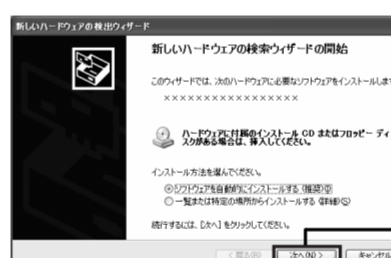 新しいハードウェアの検出ウィザード
新しいハードウェアの検索ウィザードの開始
このウィザードでは、次のハードウェアに必要なソフトウェアをインストールしま
×××××××××××××××××
ハードウェアに付属のインストール CD またはフロッピー ディ
スクがある場合は、挿入してください。
インストール方法を選んでください。
ソフトウェアを自動的にインストールする (推奨)(I)
一覧または特定の場所からインストールする (詳細)(S)
続行するには、[次へ] をクリックしてください。
< 戻る(B)
次へ(N) >
キャンセル